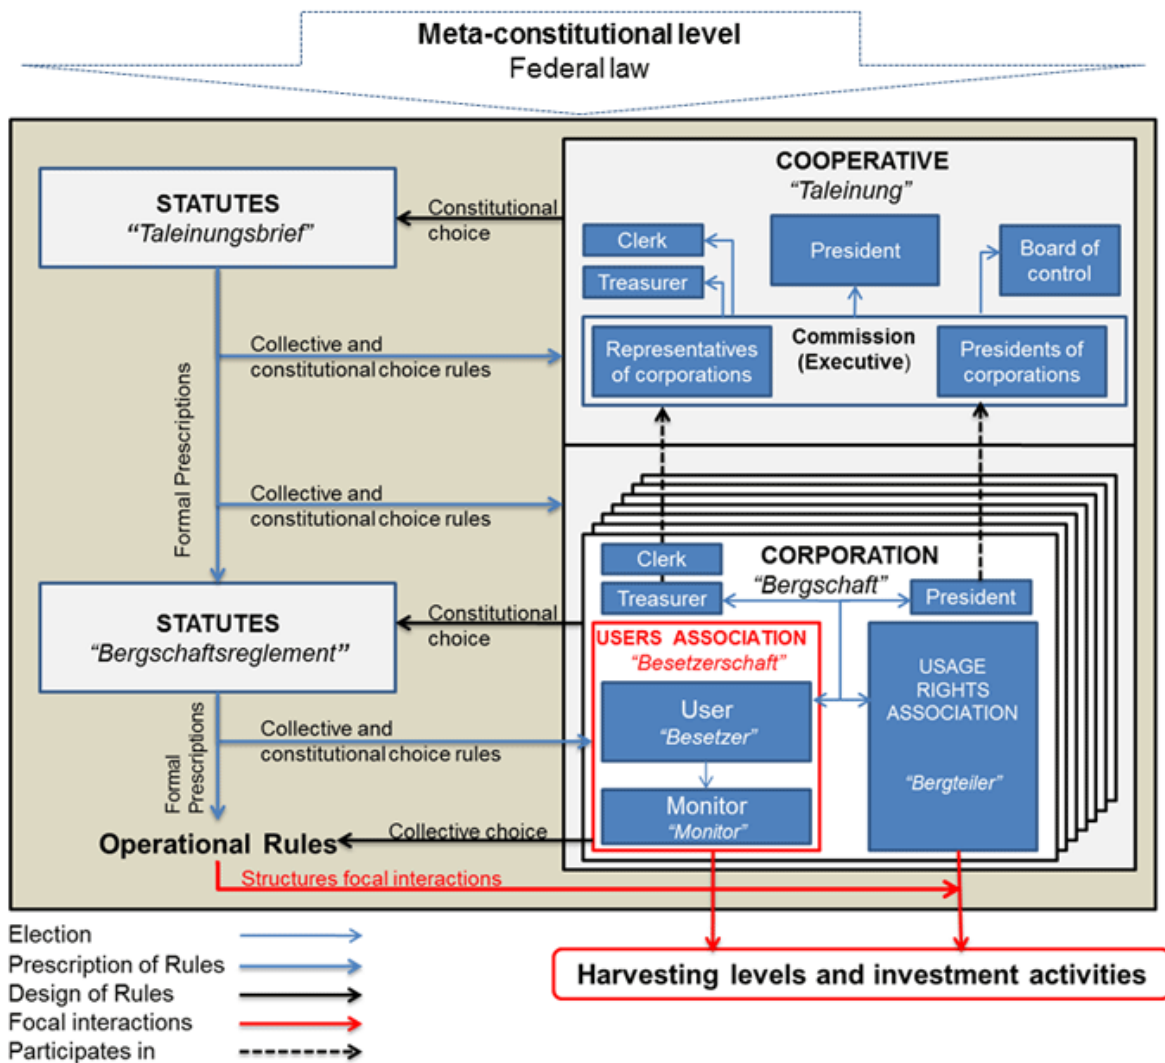 Meta-constitutional level
Federal law
COOPERATIVE
“Taleinung”
STATUTES
“Taleinungsbrief”
Constitutional
choice
Clerk
Treasurer
President
Board of
control
Collective and
constitutional choice rules
Representatives
of corporations
Commission
(Executive)
Presidents of
corporations
Formal Prescriptions
Collective and
constitutional choice rules
Clerk
Treasurer
CORPORATION
“Bergschaft”
President
STATUTES
“Bergschaftsreglement”
Constitutional
choice
USERS ASSOCIATION
“Besetzerschaft”
User
“Besetzer”
Monitor
“Monitor”
USAGE
RIGHTS
ASSOCIATION
“Bergteiler”
Formal
Prescriptions
Collective and
constitutional choice rules
Operational Rules
Collective choice
Structures focal interactions
Election
Prescription of Rules
Design of Rules
Focal interactions
Participates in
Harvesting levels and investment activities